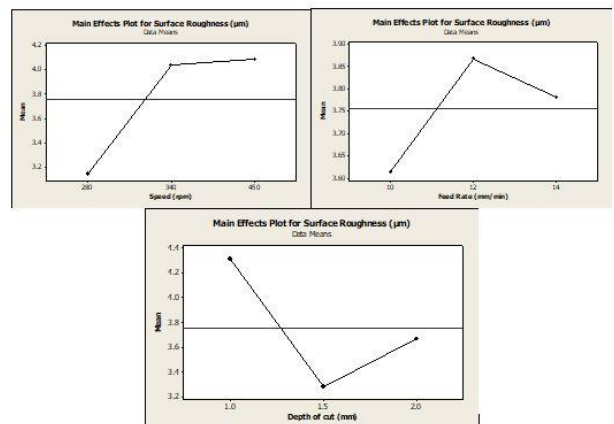 Main Effects Plot for Surface Roughness (µm)
Data Means
Mean
4.2
4.0
3.8
3.6
3.4
3.2
280
340
450
Speed (rpm)
Main Effects Plot for Surface Roughness (µm)
Data Means
Mean
3.90
3.85
3.80
3.75
3.70
3.65
3.60
10
12
14
Feed Rate (mm/min)
Main Effects Plot for Surface Roughness (µm)
Data Means
Mean
4.4
4.2
4.0
3.8
3.6
3.4
3.2
1.0
1.5
2.0
Depth of cut (mm)